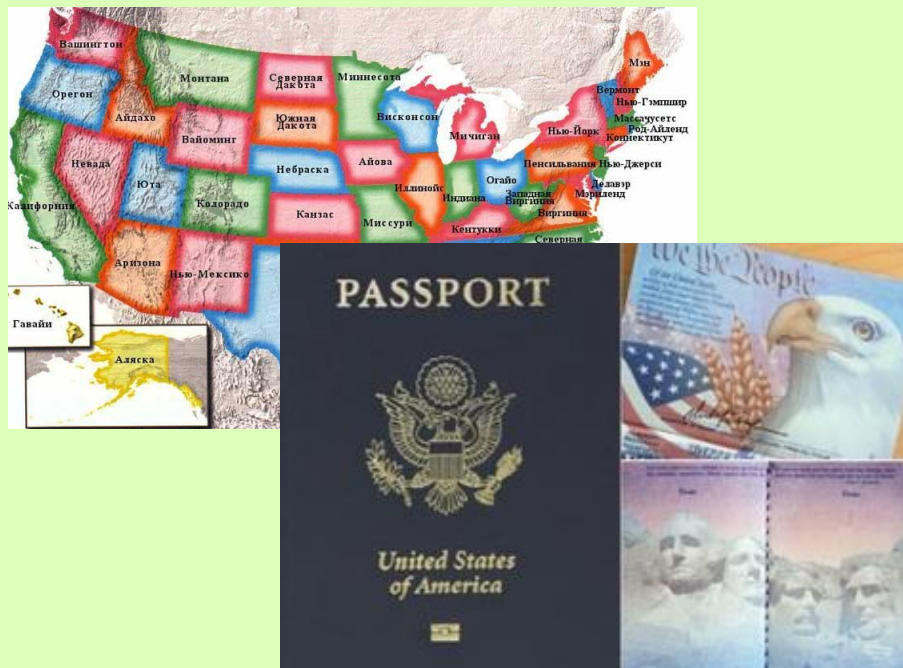 Вашингтон
Монтана
Северная
Дакота
Миннесота
Мэн
Орегон
Айдахо
Южная
Дакота
Висконсон
Мичиган
Вермонт
Нью-Гэмпшир
Массачусетс
Род-Айленд
Коннектикут
Вайоминг
Нью-Йорк
Невада
Юта
Небраска
Айова
Пенсильвания
Нью-Джерси
Огайо
Иллинойс
Индиана
Западная
Виргиния
Делавэр
Мэриленд
Калифорния
Колорадо
Канзас
Миссури
Виргиния
Кентукки
Северная
Аризона
Нью-Мексико
Гавайи
Аляска
PASSPORT
United States
of America
We the People